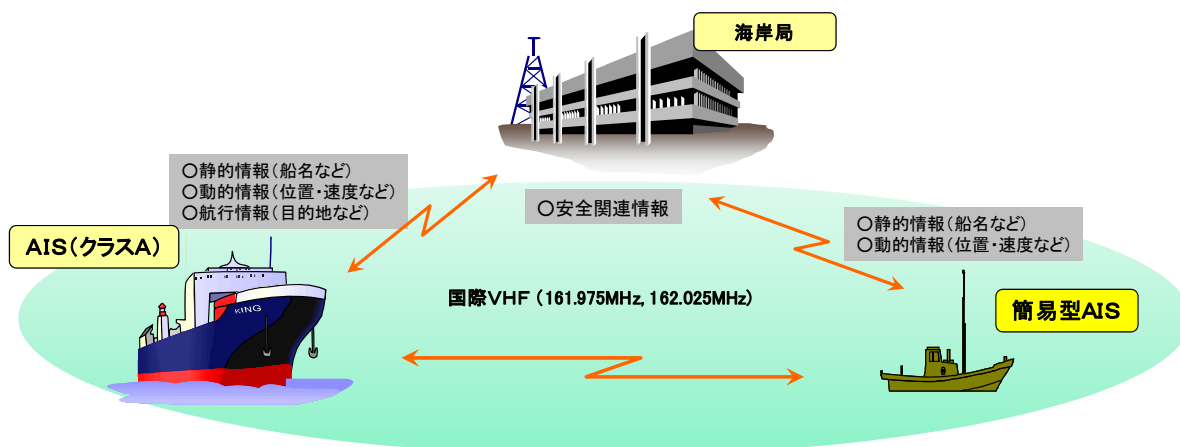 海岸局
○静的情報(船名など)
○動的情報(位置・速度など)
○航行情報(目的地など)
○安全関連情報
○静的情報(船名など)
○動的情報(位置・速度など)
AIS(クラスA)
国際VHF (161.975MHz, 162.025MHz)
簡易型AIS
KING